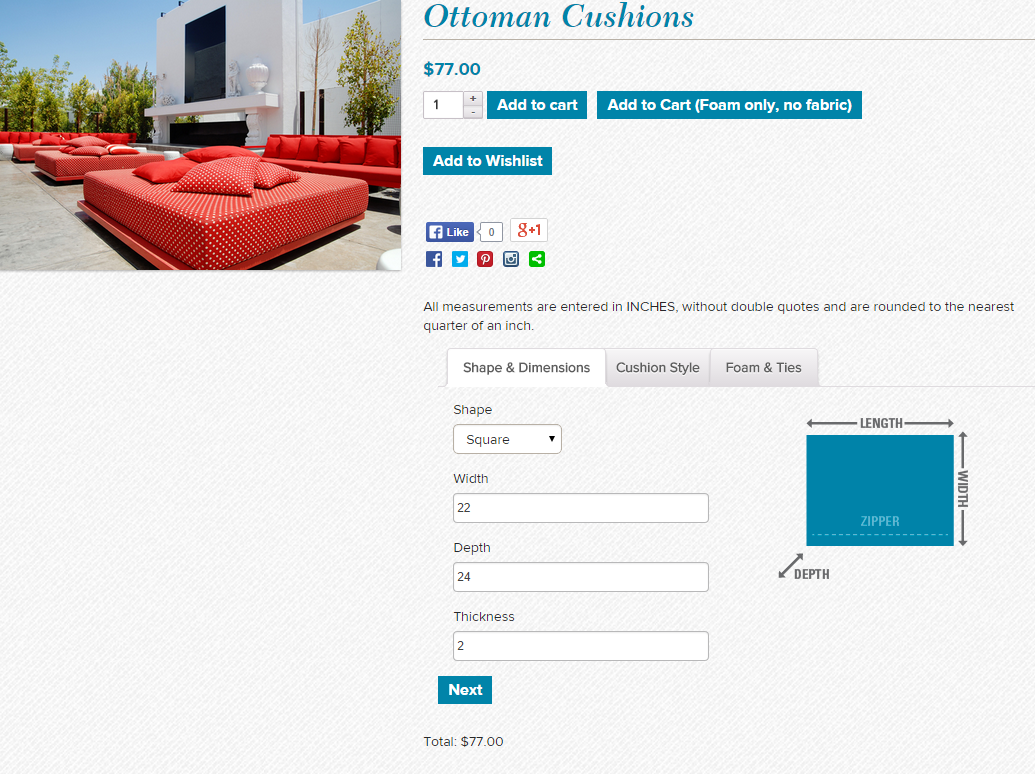 Ottoman Cushions
$77.00
1 + - Add to cart Add to Cart (Foam only, no fabric)
Add to Wishlist
Like 0 g+1
All measurements are entered in INCHES, without double quotes and are rounded to the nearest
quarter of an inch.
Shape & Dimensions Cushion Style Foam & Ties
Shape
Square
Width
22
Depth
24
Thickness
2
LENGTH
WIDTH
ZIPPER
DEPTH
Next
Total: $77.00